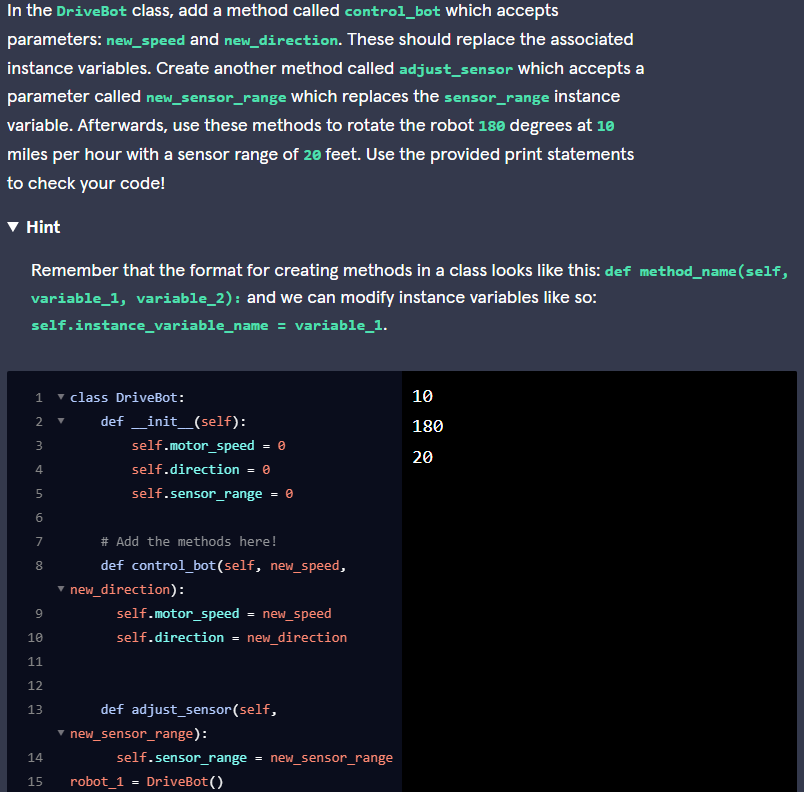 In the DriveBot class, add a method called control_bot which accepts
parameters: new_speed and new_direction. These should replace the associated
instance variables. Create another method called adjust_sensor which accepts a
parameter called new_sensor_range which replaces the sensor_range instance
variable. Afterwards, use these methods to rotate the robot 180 degrees at 10
miles per hour with a sensor range of 20 feet. Use the provided print statements
to check your code!
▼ Hint
Remember that the format for creating methods in a class looks like this: def method_name(self,
variable_1, variable_2): and we can modify instance variables like so:
self.instance_variable_name = variable_1.
1 ▼ class DriveBot:
2 ▼ def __init__(self):
3 self.motor_speed = 0
4 self.direction = 0
5 self.sensor_range = 0
6
7 # Add the methods here!
8 def control_bot(self, new_speed,
▼ new_direction):
9 self.motor_speed = new_speed
10 self.direction = new_direction
11
12
13 def adjust_sensor(self,
▼ new_sensor_range):
14 self.sensor_range = new_sensor_range
15 robot_1 = DriveBot()
10
180
20